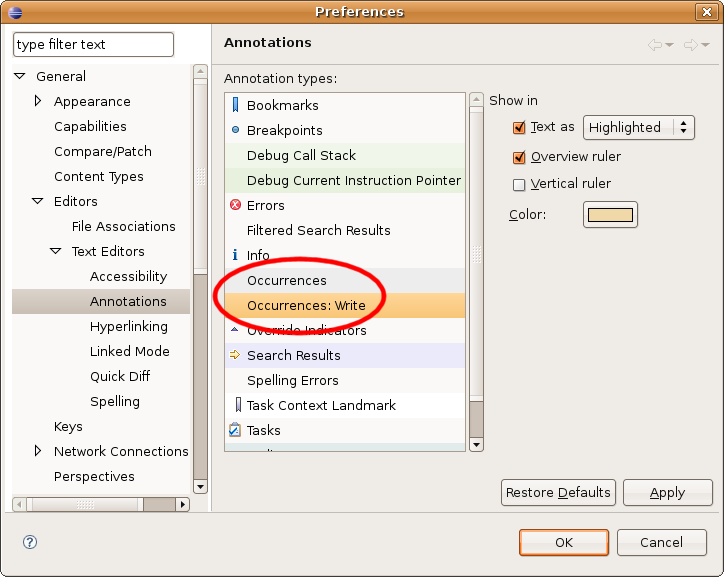 Preferences
type filter text
General
Appearance
Capabilities
Compare/Patch
Content Types
Editors
File Associations
Text Editors
Accessibility
Annotations
Hyperlinking
Linked Mode
Quick Diff
Spelling
Keys
Network Connections
Perspectives
Annotations
Annotation types:
Bookmarks
Breakpoints
Debug Call Stack
Debug Current Instruction Pointer
Errors
Filtered Search Results
Info
Occurrences
Occurrences: Write
Override Indicators
Search Results
Spelling Errors
Task Context Landmark
Tasks
Show in
Text as Highlighted
Overview ruler
Vertical ruler
Color:
Restore Defaults Apply
OK Cancel